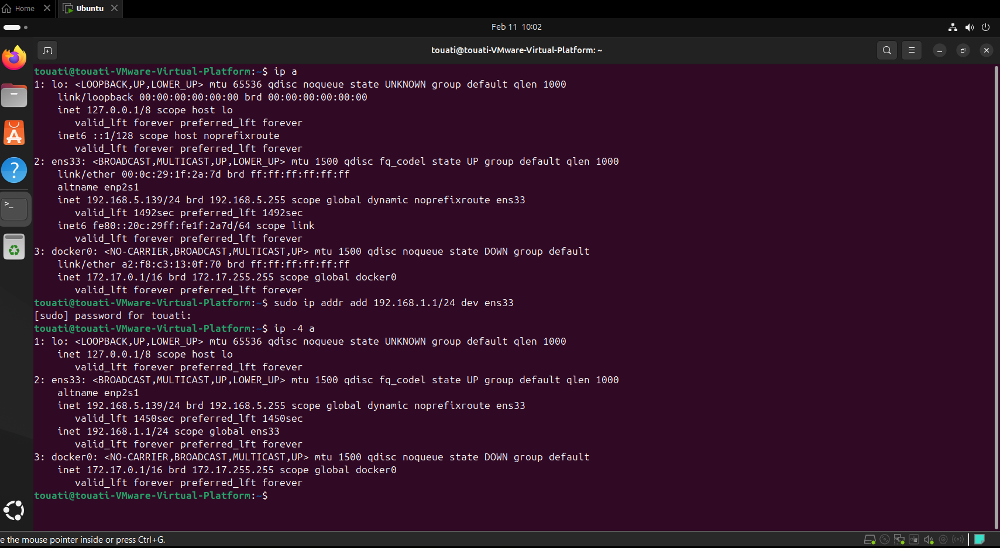 Home
Ubuntu
Feb 11 10:02
touati@touati-VMware-Virtual-Platform: ~
touati@touati-VMware-Virtual-Platform:~$ ip a
1: lo: <LOOPBACK,UP,LOWER_UP> mtu 65536 qdisc noqueue state UNKNOWN group default qlen 1000
    link/loopback 00:00:00:00:00:00 brd 00:00:00:00:00:00
    inet 127.0.0.1/8 scope host lo
       valid_lft forever preferred_lft forever
    inet6 ::1/128 scope host noprefixroute
       valid_lft forever preferred_lft forever
2: ens33: <BROADCAST,MULTICAST,UP,LOWER_UP> mtu 1500 qdisc fq_codel state UP group default qlen 1000
    link/ether 00:0c:29:1f:2a:7d brd ff:ff:ff:ff:ff:ff
    altname enp2s1
    inet 192.168.5.139/24 brd 192.168.5.255 scope global dynamic noprefixroute ens33
       valid_lft 1492sec preferred_lft 1492sec
    inet6 fe80::20c:29ff:fe1f:2a7d/64 scope link
       valid_lft forever preferred_lft forever
3: docker0: <NO-CARRIER,BROADCAST,MULTICAST,UP> mtu 1500 qdisc noqueue state DOWN group default
    link/ether a2:f8:c3:13:0f:70 brd ff:ff:ff:ff:ff:ff
    inet 172.17.0.1/16 brd 172.17.255.255 scope global docker0
       valid_lft forever preferred_lft forever
touati@touati-VMware-Virtual-Platform:~$ sudo ip addr add 192.168.1.1/24 dev ens33
[sudo] password for touati:
touati@touati-VMware-Virtual-Platform:~$ ip -4 a
1: lo: <LOOPBACK,UP,LOWER_UP> mtu 65536 qdisc noqueue state UNKNOWN group default qlen 1000
    inet 127.0.0.1/8 scope host lo
       valid_lft forever preferred_lft forever
2: ens33: <BROADCAST,MULTICAST,UP,LOWER_UP> mtu 1500 qdisc fq_codel state UP group default qlen 1000
    altname enp2s1
    inet 192.168.5.139/24 brd 192.168.5.255 scope global dynamic noprefixroute ens33
       valid_lft 1450sec preferred_lft 1450sec
    inet 192.168.1.1/24 scope global ens33
       valid_lft forever preferred_lft forever
3: docker0: <NO-CARRIER,BROADCAST,MULTICAST,UP> mtu 1500 qdisc noqueue state DOWN group default
    inet 172.17.0.1/16 brd 172.17.255.255 scope global docker0
       valid_lft forever preferred_lft forever
touati@touati-VMware-Virtual-Platform:~$
e the mouse pointer inside or press Ctrl+G.